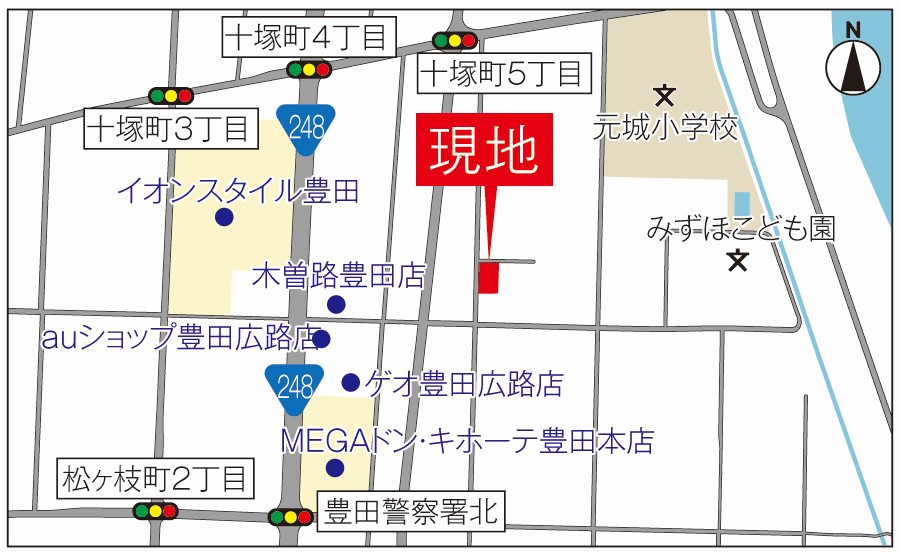 十塚町4丁目
N
十塚町5丁目
十塚町3丁目
248
元城小学校
現地
イオンスタイル豊田
みずほこども園
木曽路豊田店
auショップ豊田広路店
248
ゲオ豊田広路店
MEGAドン・キホーテ豊田本店
松ヶ枝町2丁目
豊田警察署北